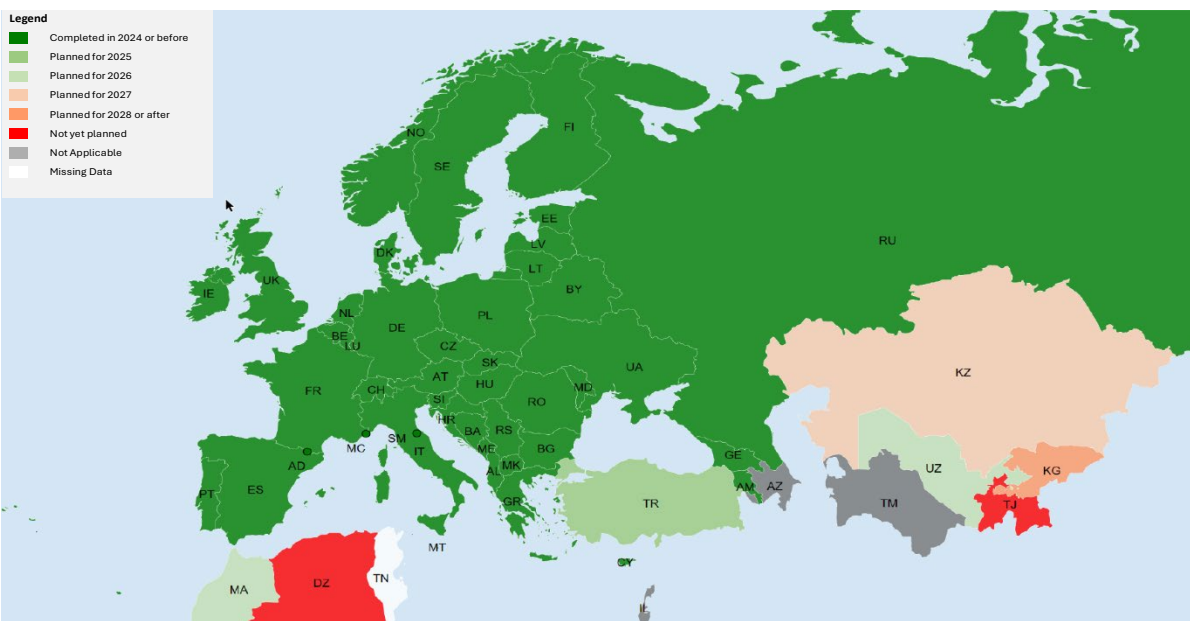 Legend
Completed in 2024 or before
Planned for 2025
Planned for 2026
Planned for 2027
Planned for 2028 or after
Not yet planned
Not Applicable
Missing Data
NO
FI
SE
EE
RU
LV
DK
LT
IE
UK
BY
NL
PL
DE
BE
LU
CZ
SK
UA
KZ
AT
HU
MD
FR
CH
SI
RO
HR
BA
RS
SM
MC
IT
ME
BG
GE
AD
MK
AL
UZ
KG
PT
ES
AM
AZ
GR
TR
TM
TJ
MT
CY
MA
DZ
TN
IL